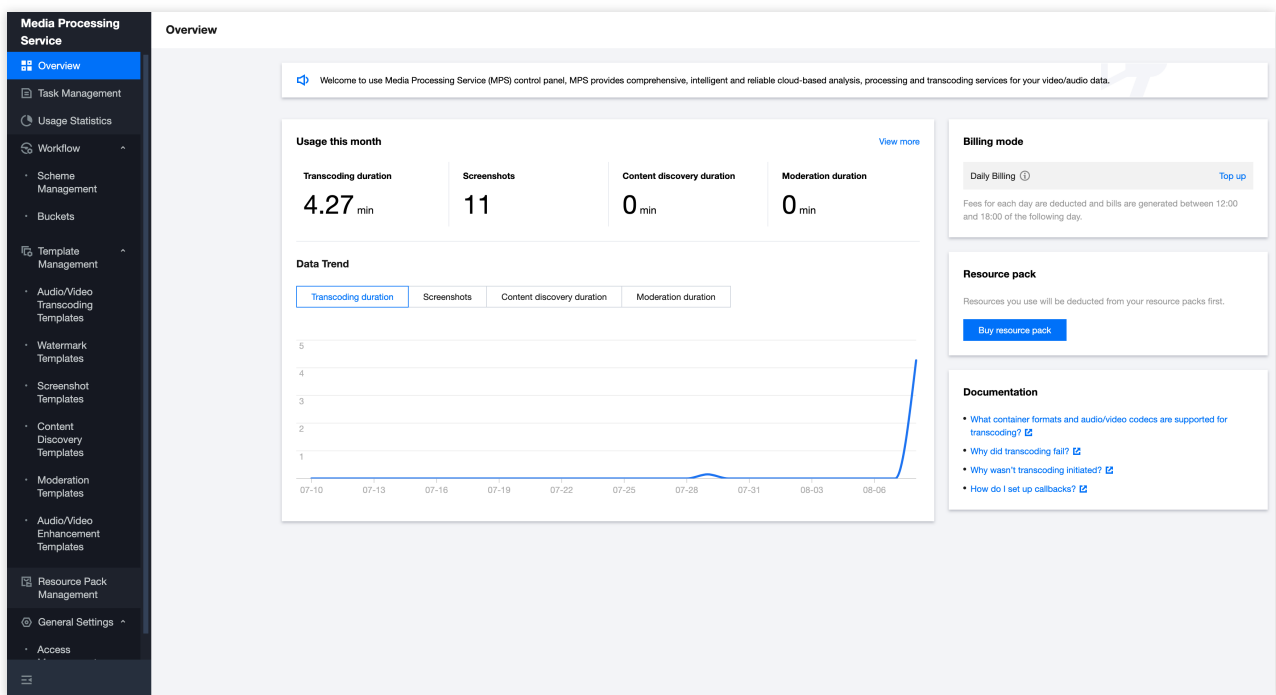 Media Processing
Service
Overview
Task Management
Usage Statistics
Workflow
Scheme
Management
Buckets
Template
Management
Audio/Video
Transcoding
Templates
Watermark
Templates
Screenshot
Templates
Content
Discovery
Templates
Moderation
Templates
Audio/Video
Enhancement
Templates
Resource Pack
Management
General Settings
Access
Overview
Welcome to use Media Processing Service (MPS) control panel, MPS provides comprehensive, intelligent and reliable cloud-based analysis, processing and transcoding services for your video/audio data.
Usage this month View more
Transcoding duration Screenshots Content discovery duration Moderation duration
4.27 min 11 0 min 0 min
Data Trend
Transcoding duration Screenshots Content discovery duration Moderation duration
5
4
3
2
1
07-10 07-13 07-16 07-19 07-22 07-25 07-28 07-31 08-03 08-06
Billing mode
Daily Billing Top up
Fees for each day are deducted and bills are generated between 12:00
and 18:00 of the following day.
Resource pack
Resources you use will be deducted from your resource packs first.
Buy resource pack
Documentation
• What container formats and audio/video codecs are supported for
transcoding?
• Why did transcoding fail?
• Why wasn't transcoding initiated?
• How do I set up callbacks?